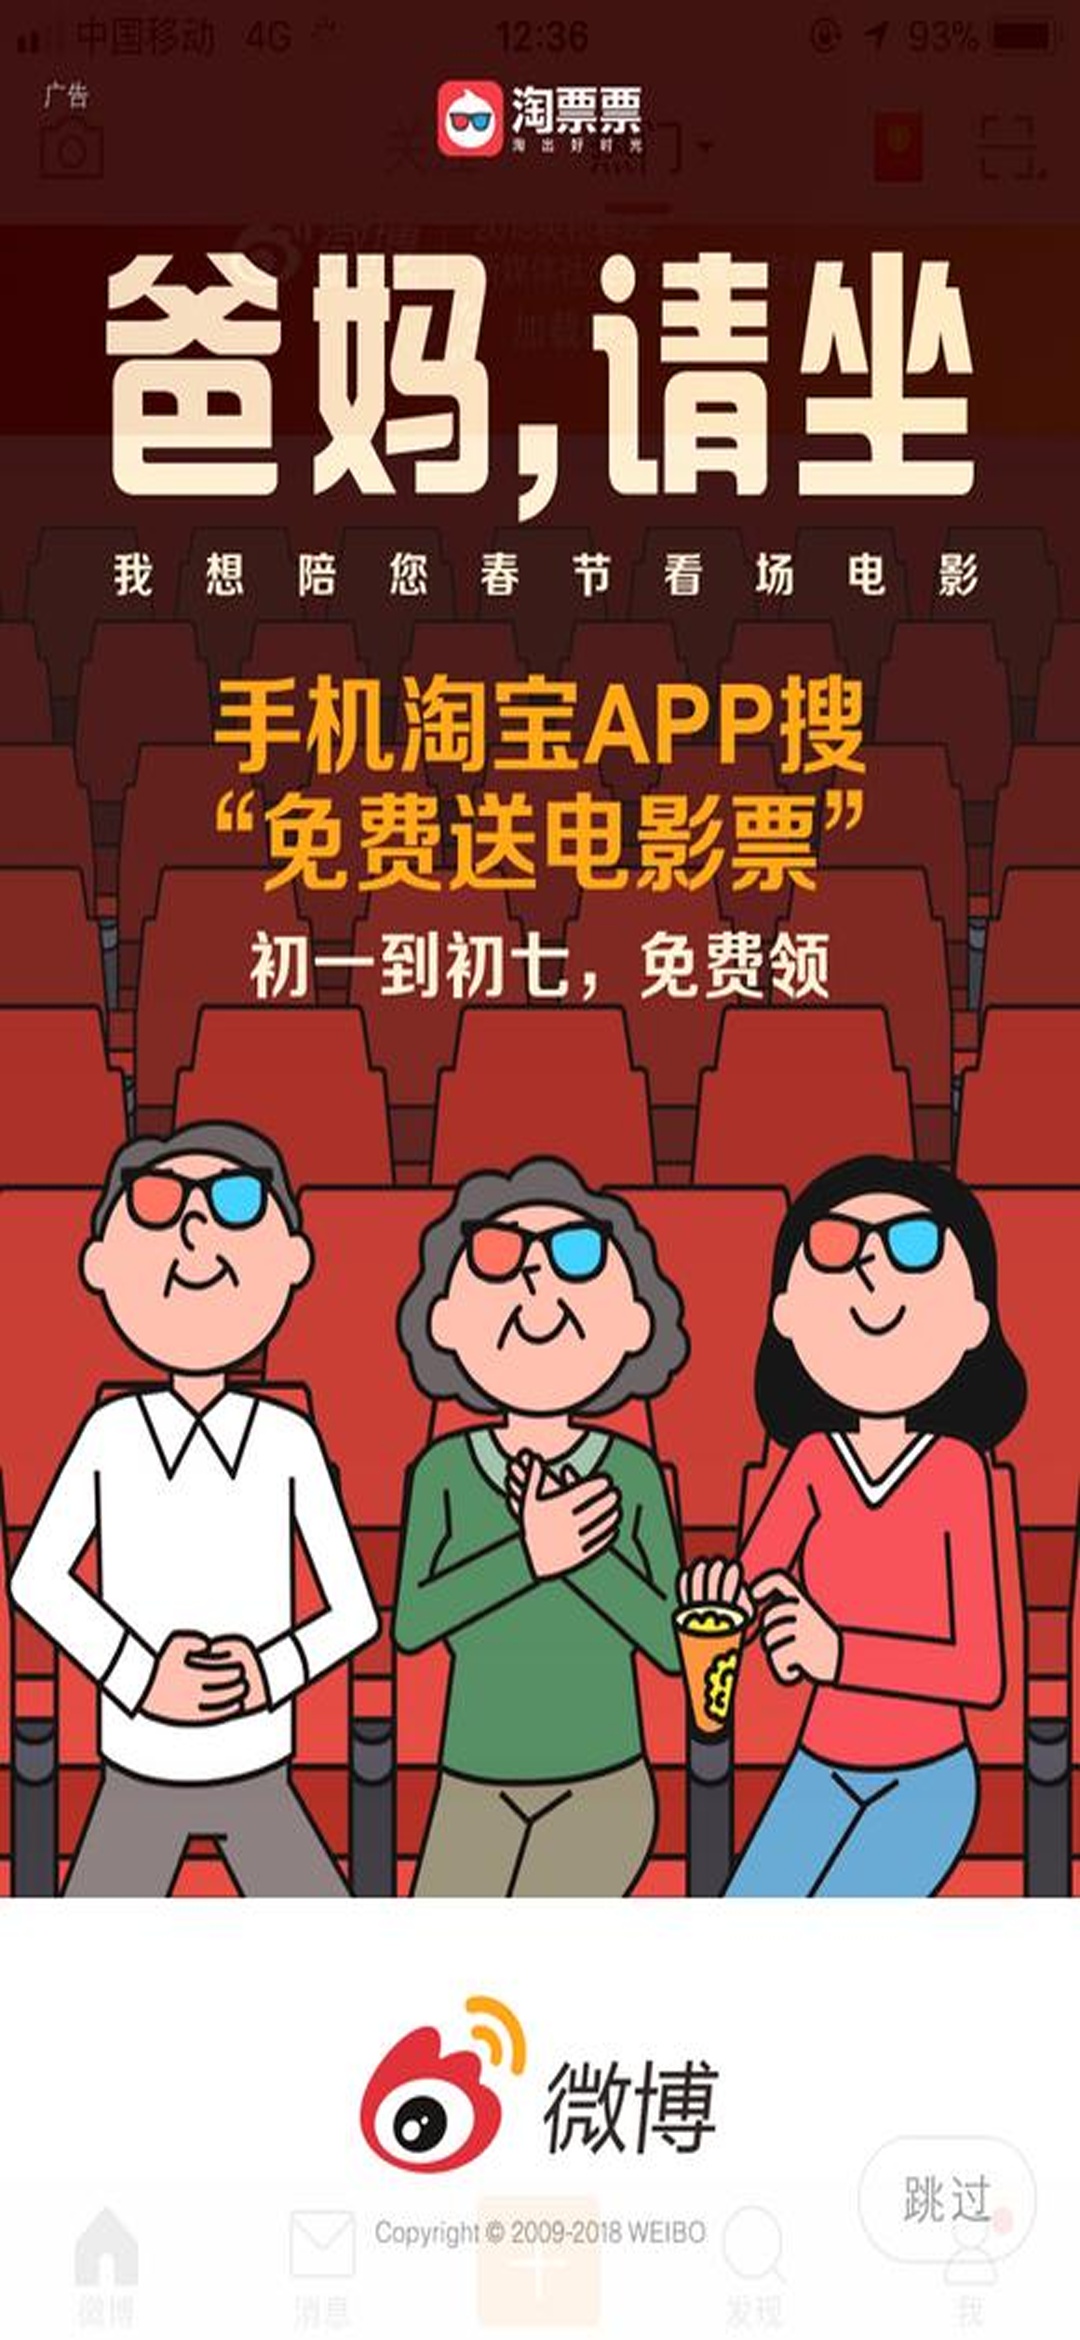 中国移动 4G 12:36 93%
广告
淘票票
淘出好时光
爸妈,请坐
我想陪您春节看场电影
手机淘宝APP搜
“免费送电影票”
初一到初七，免费领
微博
跳过
Copyright © 2009-2018 WEIBO
微博 消息 发现 我